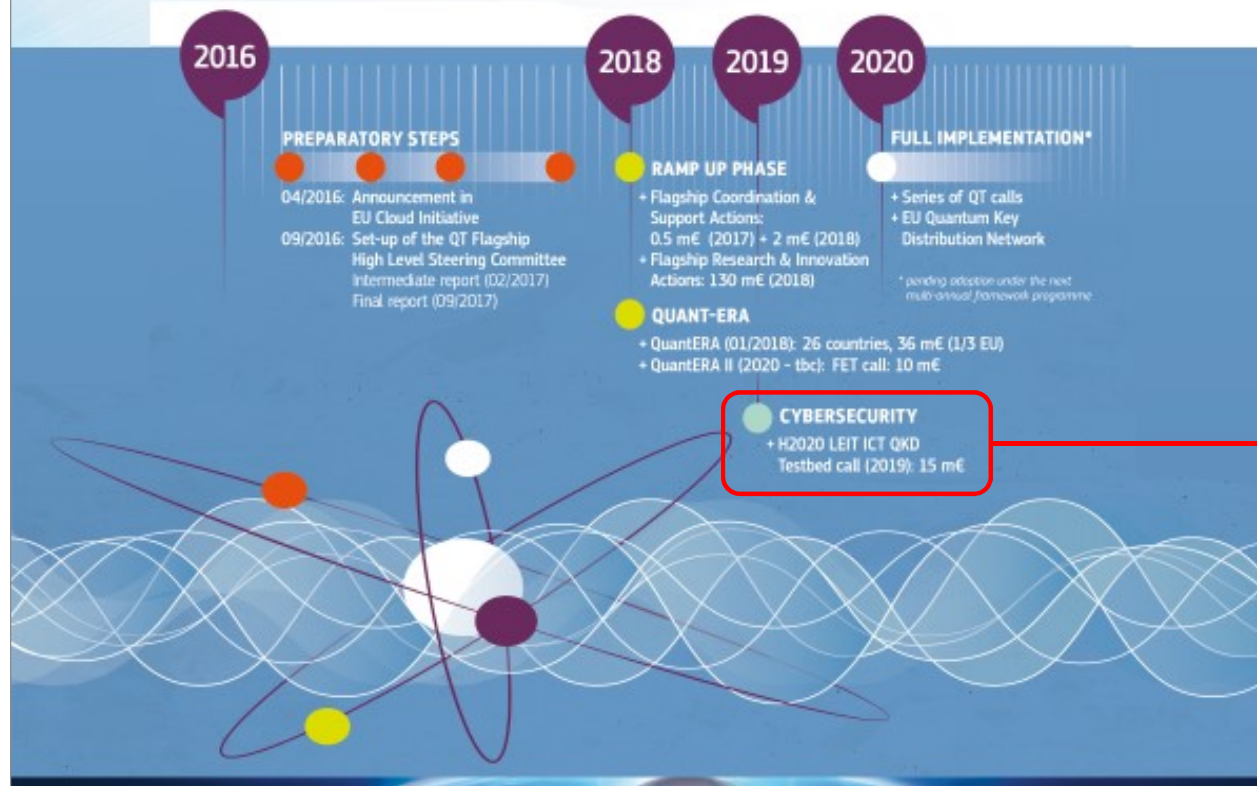 2016
2018
2019
2020
PREPARATORY STEPS
04/2016: Announcement in
EU Cloud Initiative
09/2016: Set-up of the QT Flagship
High Level Steering Committee
Intermediate report (02/2017)
Final report (09/2017)
RAMP UP PHASE
+ Flagship Coordination &
Support Actions:
0.5 m€ (2017) + 2 m€ (2018)
+ Flagship Research & Innovation
Actions: 130 m€ (2018)
QUANT-ERA
+ QuantERA (01/2018): 26 countries, 36 m€ (1/3 EU)
+ QuantERA II (2020 - tbc): FET call: 10 m€
CYBERSECURITY
+ H2020 LEIT ICT QKD
Testbed call (2019): 15 m€
FULL IMPLEMENTATION*
+ Series of QT calls
+ EU Quantum Key
Distribution Network
* pending adoption under the next
multi-annual framework programme